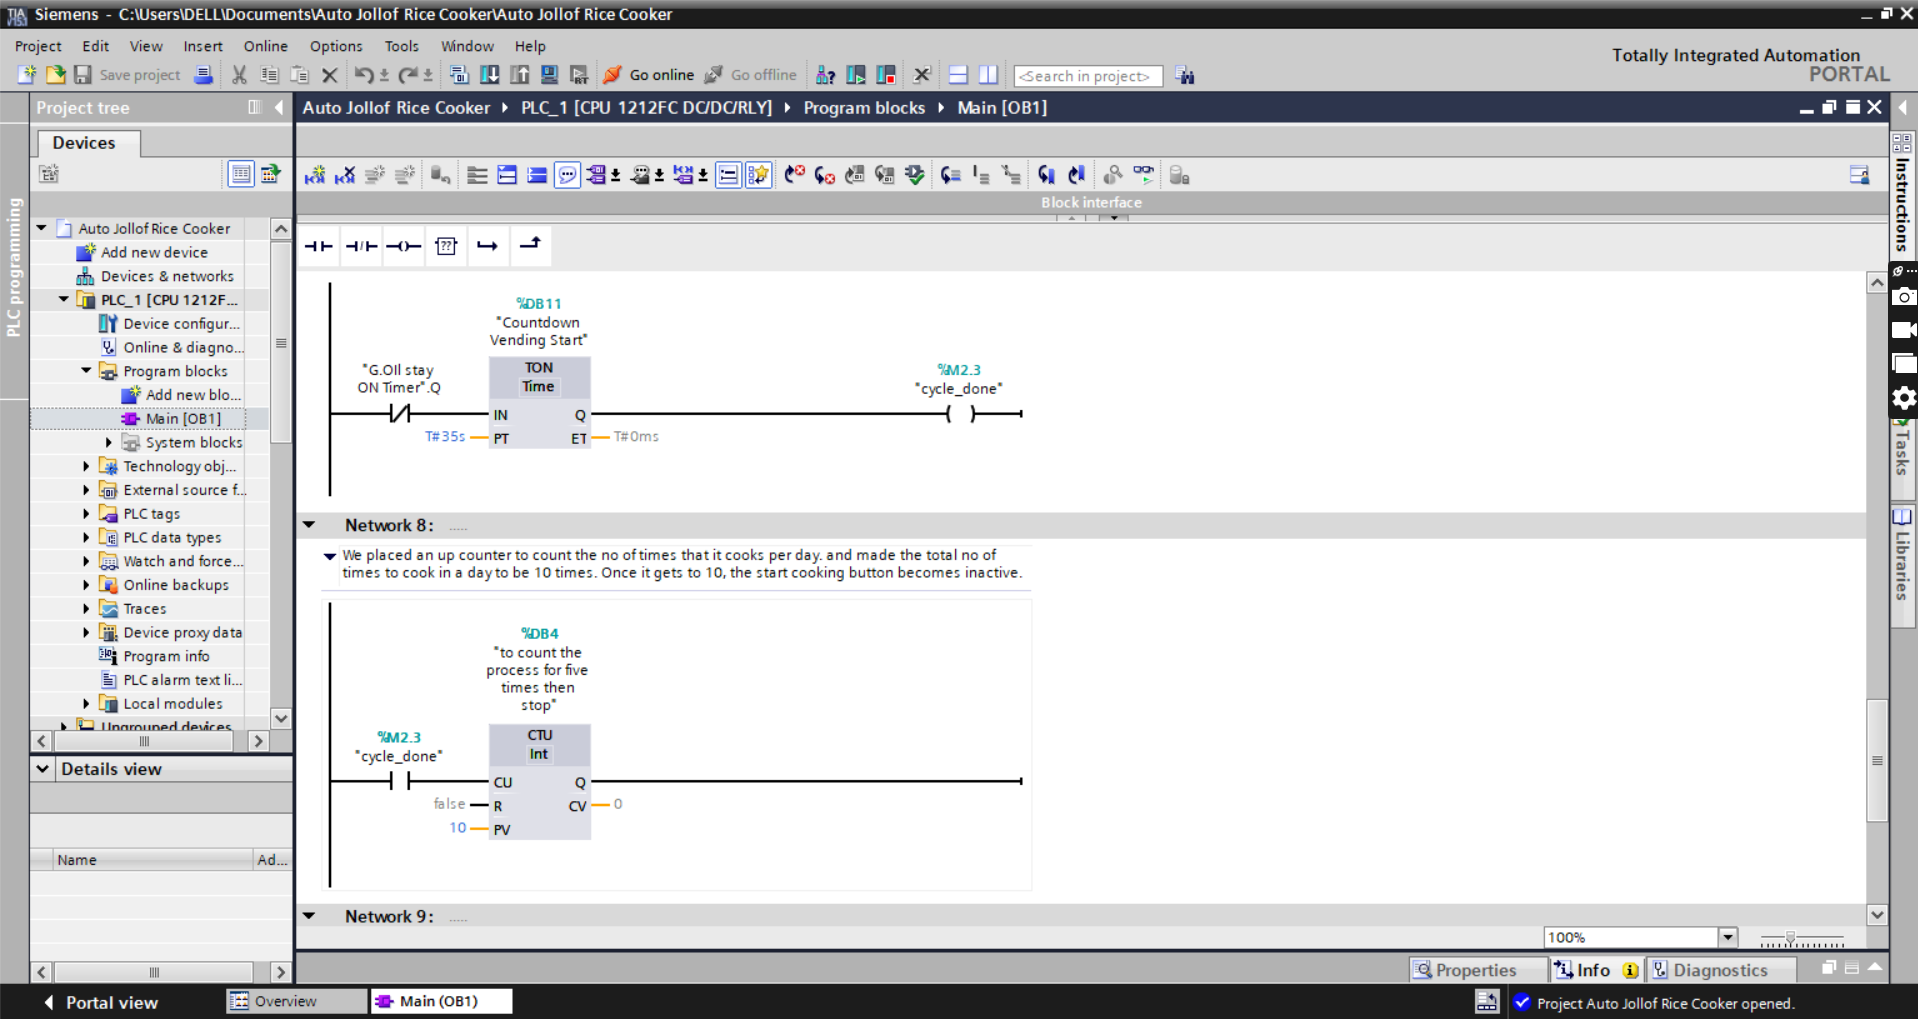 Siemens - C:\Users\DELL\Documents\Auto Jollof Rice Cooker\Auto Jollof Rice Cooker
Project Edit View Insert Online Options Tools Window Help
Totally Integrated Automation
PORTAL
Save project
Go online
Go offline
<Search in project>
Project tree
Auto Jollof Rice Cooker PLC_1 [CPU 1212FC DC/DC/RLY] Program blocks Main [OB1]
Devices
Block interface
PLC programming
Auto Jollof Rice Cooker
Add new device
Devices & networks
PLC_1 [CPU 1212F...
Device configur...
Online & diagno...
Program blocks
Add new blo...
Main [OB1]
System blocks
Technology obj...
External source f...
PLC tags
PLC data types
Watch and force...
Online backups
Traces
Device proxy data
Program info
PLC alarm text li...
Local modules
Ungrouped devices
Details view
Name Ad...
%DB11
"Countdown
Vending Start"
"G.OIl stay
ON Timer".Q
TON
Time
%M2.3
"cycle_done"
IN Q
T#35s PT ET T#0ms
Network 8: .....
We placed an up counter to count the no of times that it cooks per day. and made the total no of
times to cook in a day to be 10 times. Once it gets to 10, the start cooking button becomes inactive.
%DB4
"to count the
process for five
times then
stop"
%M2.3
"cycle_done"
CTU
Int
CU Q
false R CV 0
10 PV
Network 9: .....
100%
Properties Info Diagnostics
Instructions
Tasks
Libraries
Portal view Overview Main (OB1)
Project Auto Jollof Rice Cooker opened.